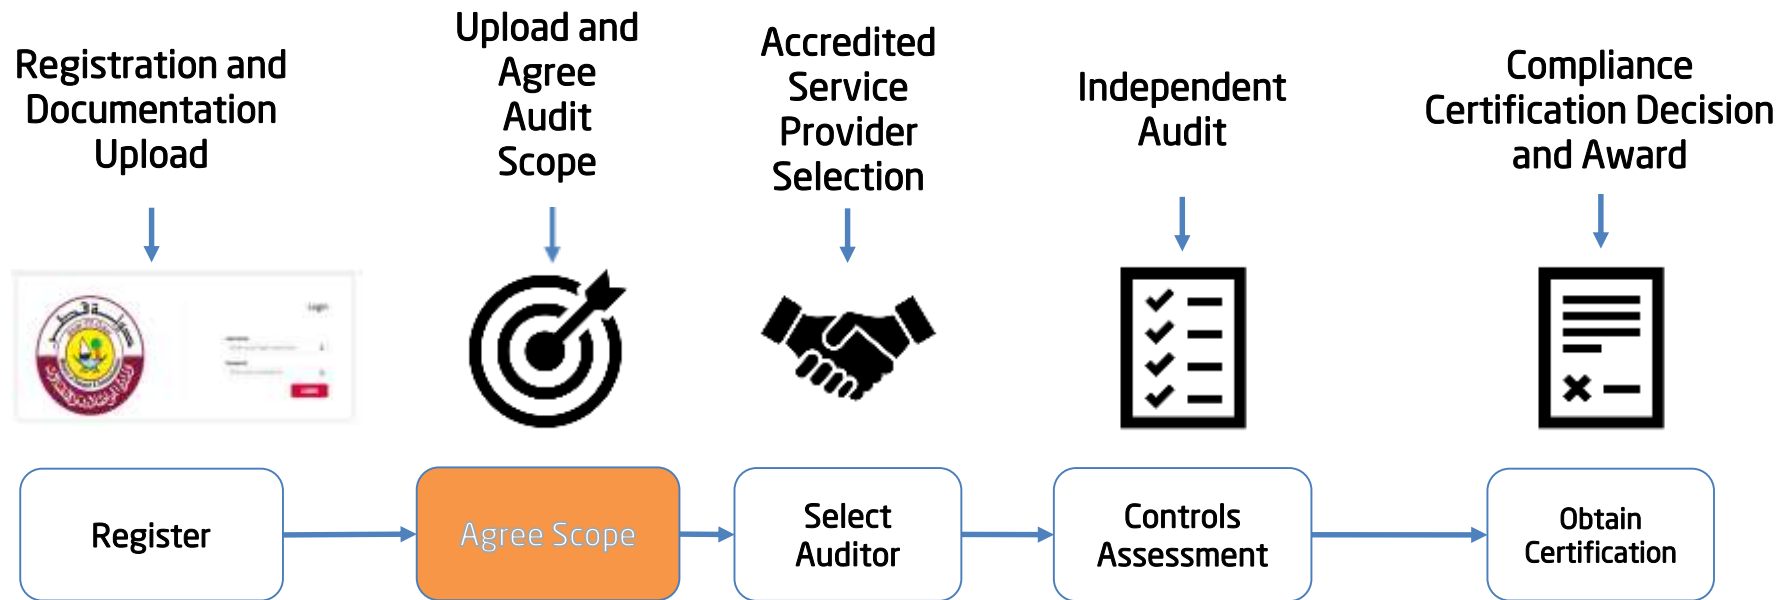 Registration and
Documentation
Upload
Upload and
Agree
Audit
Scope
Accredited
Service
Provider
Selection
Independent
Audit
Compliance
Certification Decision
and Award
Login
Register
Agree Scope
Select
Auditor
Controls
Assessment
Obtain
Certification